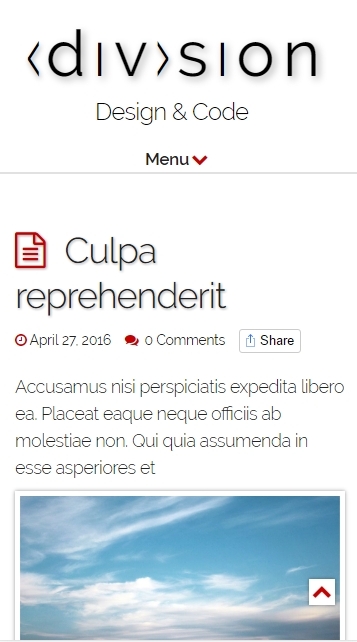 <div>sion
Design & Code
Menu
Culpa
reprehenderit
April 27, 2016 0 Comments Share
Accusamus nisi perspiciatis expedita libero
ea. Placeat eaque neque officiis ab
molestiae non. Qui quia assumenda in
esse asperiores et